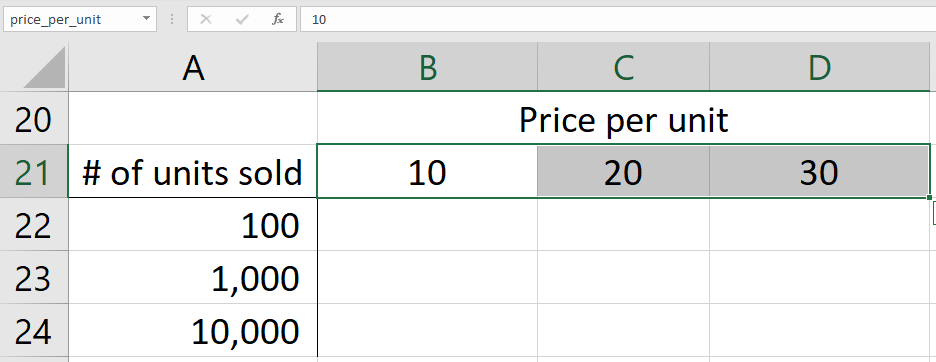 price_per_unit fx 10
A B C D
20 Price per unit
21 # of units sold 10 20 30
22 100
23 1,000
24 10,000